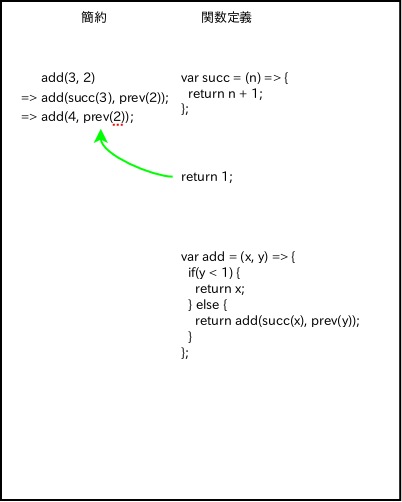 簡約
関数定義
add(3, 2)
=> add(succ(3), prev(2));
=> add(4, prev(2));
var succ = (n) => {
return n + 1;
};
return 1;
var add = (x, y) => {
if(y < 1) {
return x;
} else {
return add(succ(x), prev(y));
}
};